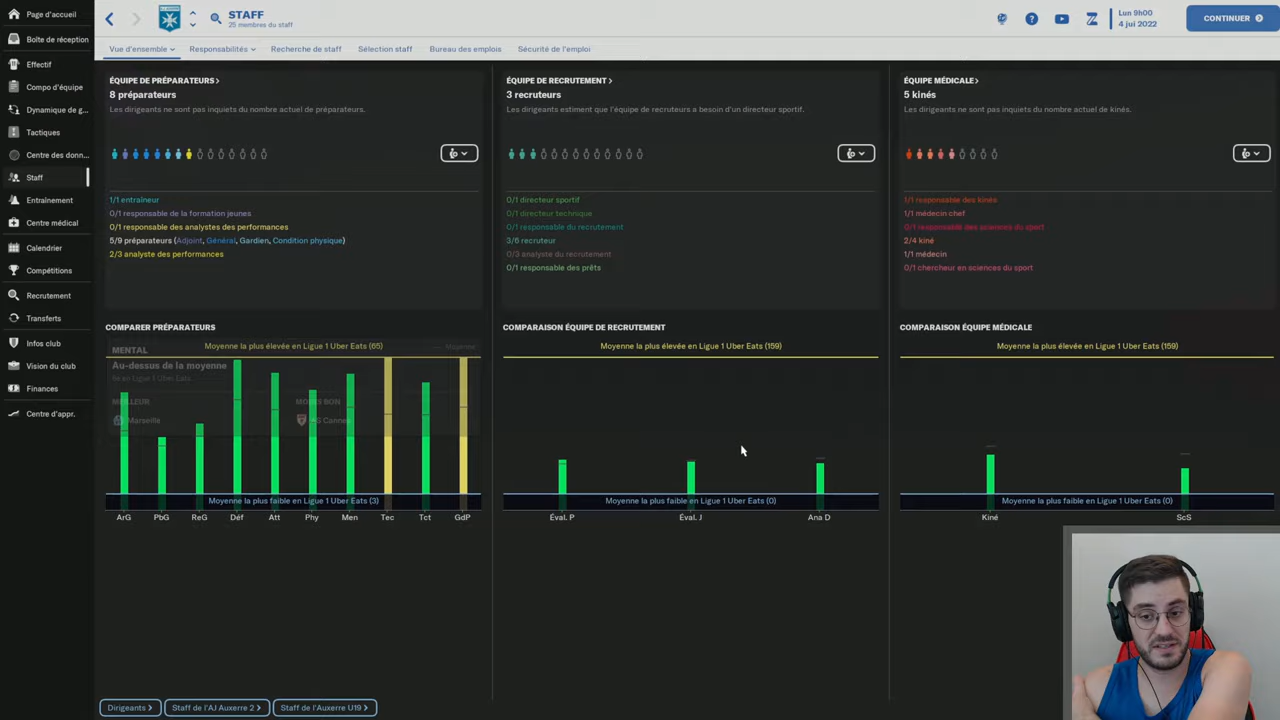 Page d'accueil
Boîte de réception
Effectif
Compo d'équipe
Dynamique de g...
Tactiques
Centre des donn...
Staff
Entrainement
Centre médical
Calendrier
Compétitions
Recrutement
Transferts
Infos club
Vision du club
Finances
Centre d'appr.
STAFF
25 membres du staff
Lun 9h00
4 jui 2022
CONTINUER
Vue d'ensemble
Responsabilités
Recherche de staff
Sélection staff
Bureau des emplois
Sécurité de l'emploi
ÉQUIPE DE PRÉPARATEURS >
8 préparateurs
Les dirigeants ne sont pas inquiets du nombre actuel de préparateurs.
1/1 entraîneur
0/1 responsable de la formation jeunes
0/1 responsable des analystes des performances
5/9 préparateurs (Adjoint, Général, Gardien, Condition physique)
2/3 analyste des performances
ÉQUIPE DE RECRUTEMENT >
3 recruteurs
Les dirigeants estiment que l'équipe de recruteurs a besoin d'un directeur sportif.
0/1 directeur sportif
0/1 directeur technique
0/1 responsable du recrutement
3/6 recruteur
0/3 analyste du recrutement
0/1 responsable des prêts
ÉQUIPE MÉDICALE >
5 kinés
Les dirigeants ne sont pas inquiets du nombre actuel de kinés.
1/1 responsable des kinés
1/1 médecin chef
0/1 responsable des sciences du sport
2/4 kiné
1/1 médecin
0/1 chercheur en sciences du sport
COMPARER PRÉPARATEURS
Moyenne la plus élevée en Ligue 1 Uber Eats (65)
MENTAL
Au-dessus de la moyenne
MEILLEUR
Marseille
AS Cannes
Moyenne la plus faible en Ligue 1 Uber Eats (3)
ArG PbG ReG Déf Att Phy Men Tec Tct GdP
COMPARAISON ÉQUIPE DE RECRUTEMENT
Moyenne la plus élevée en Ligue 1 Uber Eats (159)
Moyenne la plus faible en Ligue 1 Uber Eats (0)
Éval. P Éval. J Ana D
COMPARAISON ÉQUIPE MÉDICALE
Moyenne la plus élevée en Ligue 1 Uber Eats (159)
Moyenne la plus faible en Ligue 1 Uber Eats (0)
Kiné ScS
Dirigeants >
Staff de l'AJ Auxerre 2 >
Staff de l'Auxerre U19 >